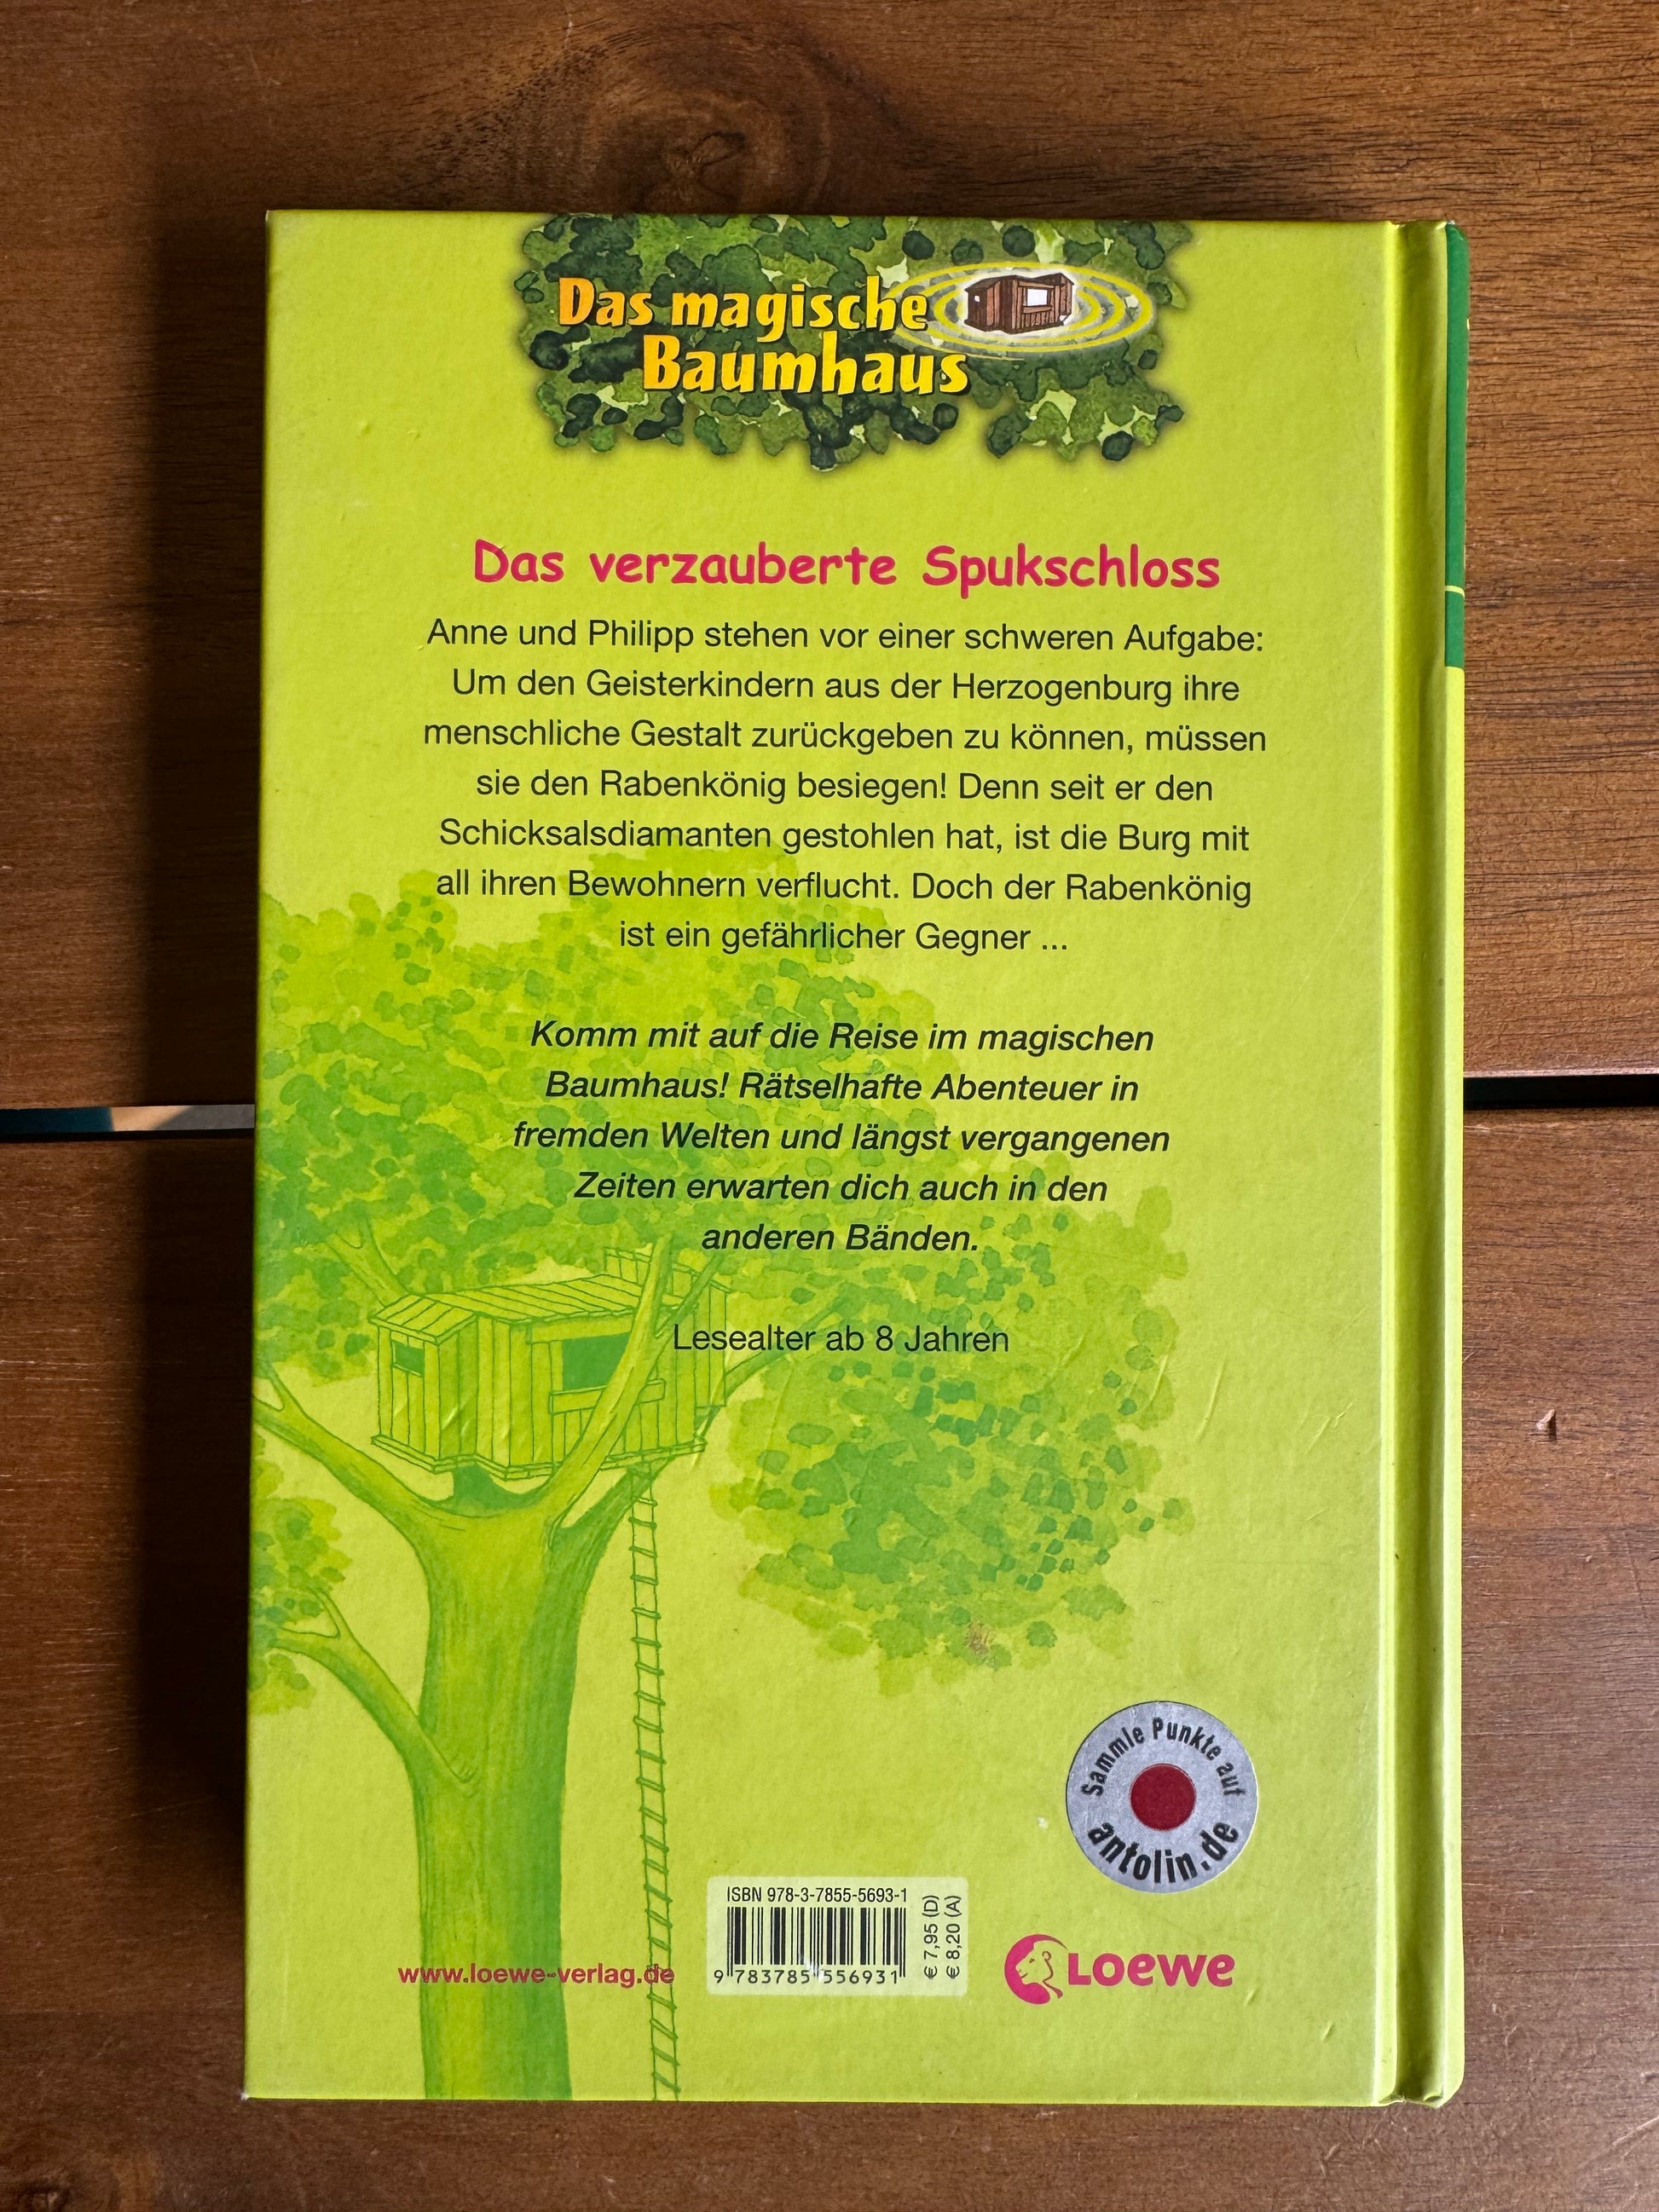 Das magische
Baumhaus
Das verzauberte Spukschloss
Anne und Philipp stehen vor einer schweren Aufgabe:
Um den Geisterkindern aus der Herzogenburg ihre
menschliche Gestalt zurückgeben zu können, müssen
sie den Rabenkönig besiegen! Denn seit er den
Schicksalsdiamanten gestohlen hat, ist die Burg mit
all ihren Bewohnern verflucht. Doch der Rabenkönig
ist ein gefährlicher Gegner ...
Komm mit auf die Reise im magischen
Baumhaus! Rätselhafte Abenteuer in
fremden Welten und längst vergangenen
Zeiten erwarten dich auch in den
anderen Bänden.
Lesealter ab 8 Jahren
Sammle Punkte auf
antolin.de
www.loewe-verlag.de
ISBN 978-3-7855-5693-1
9 783785 556931
€ 7,95 (D)
€ 8,20 (A)
Loewe